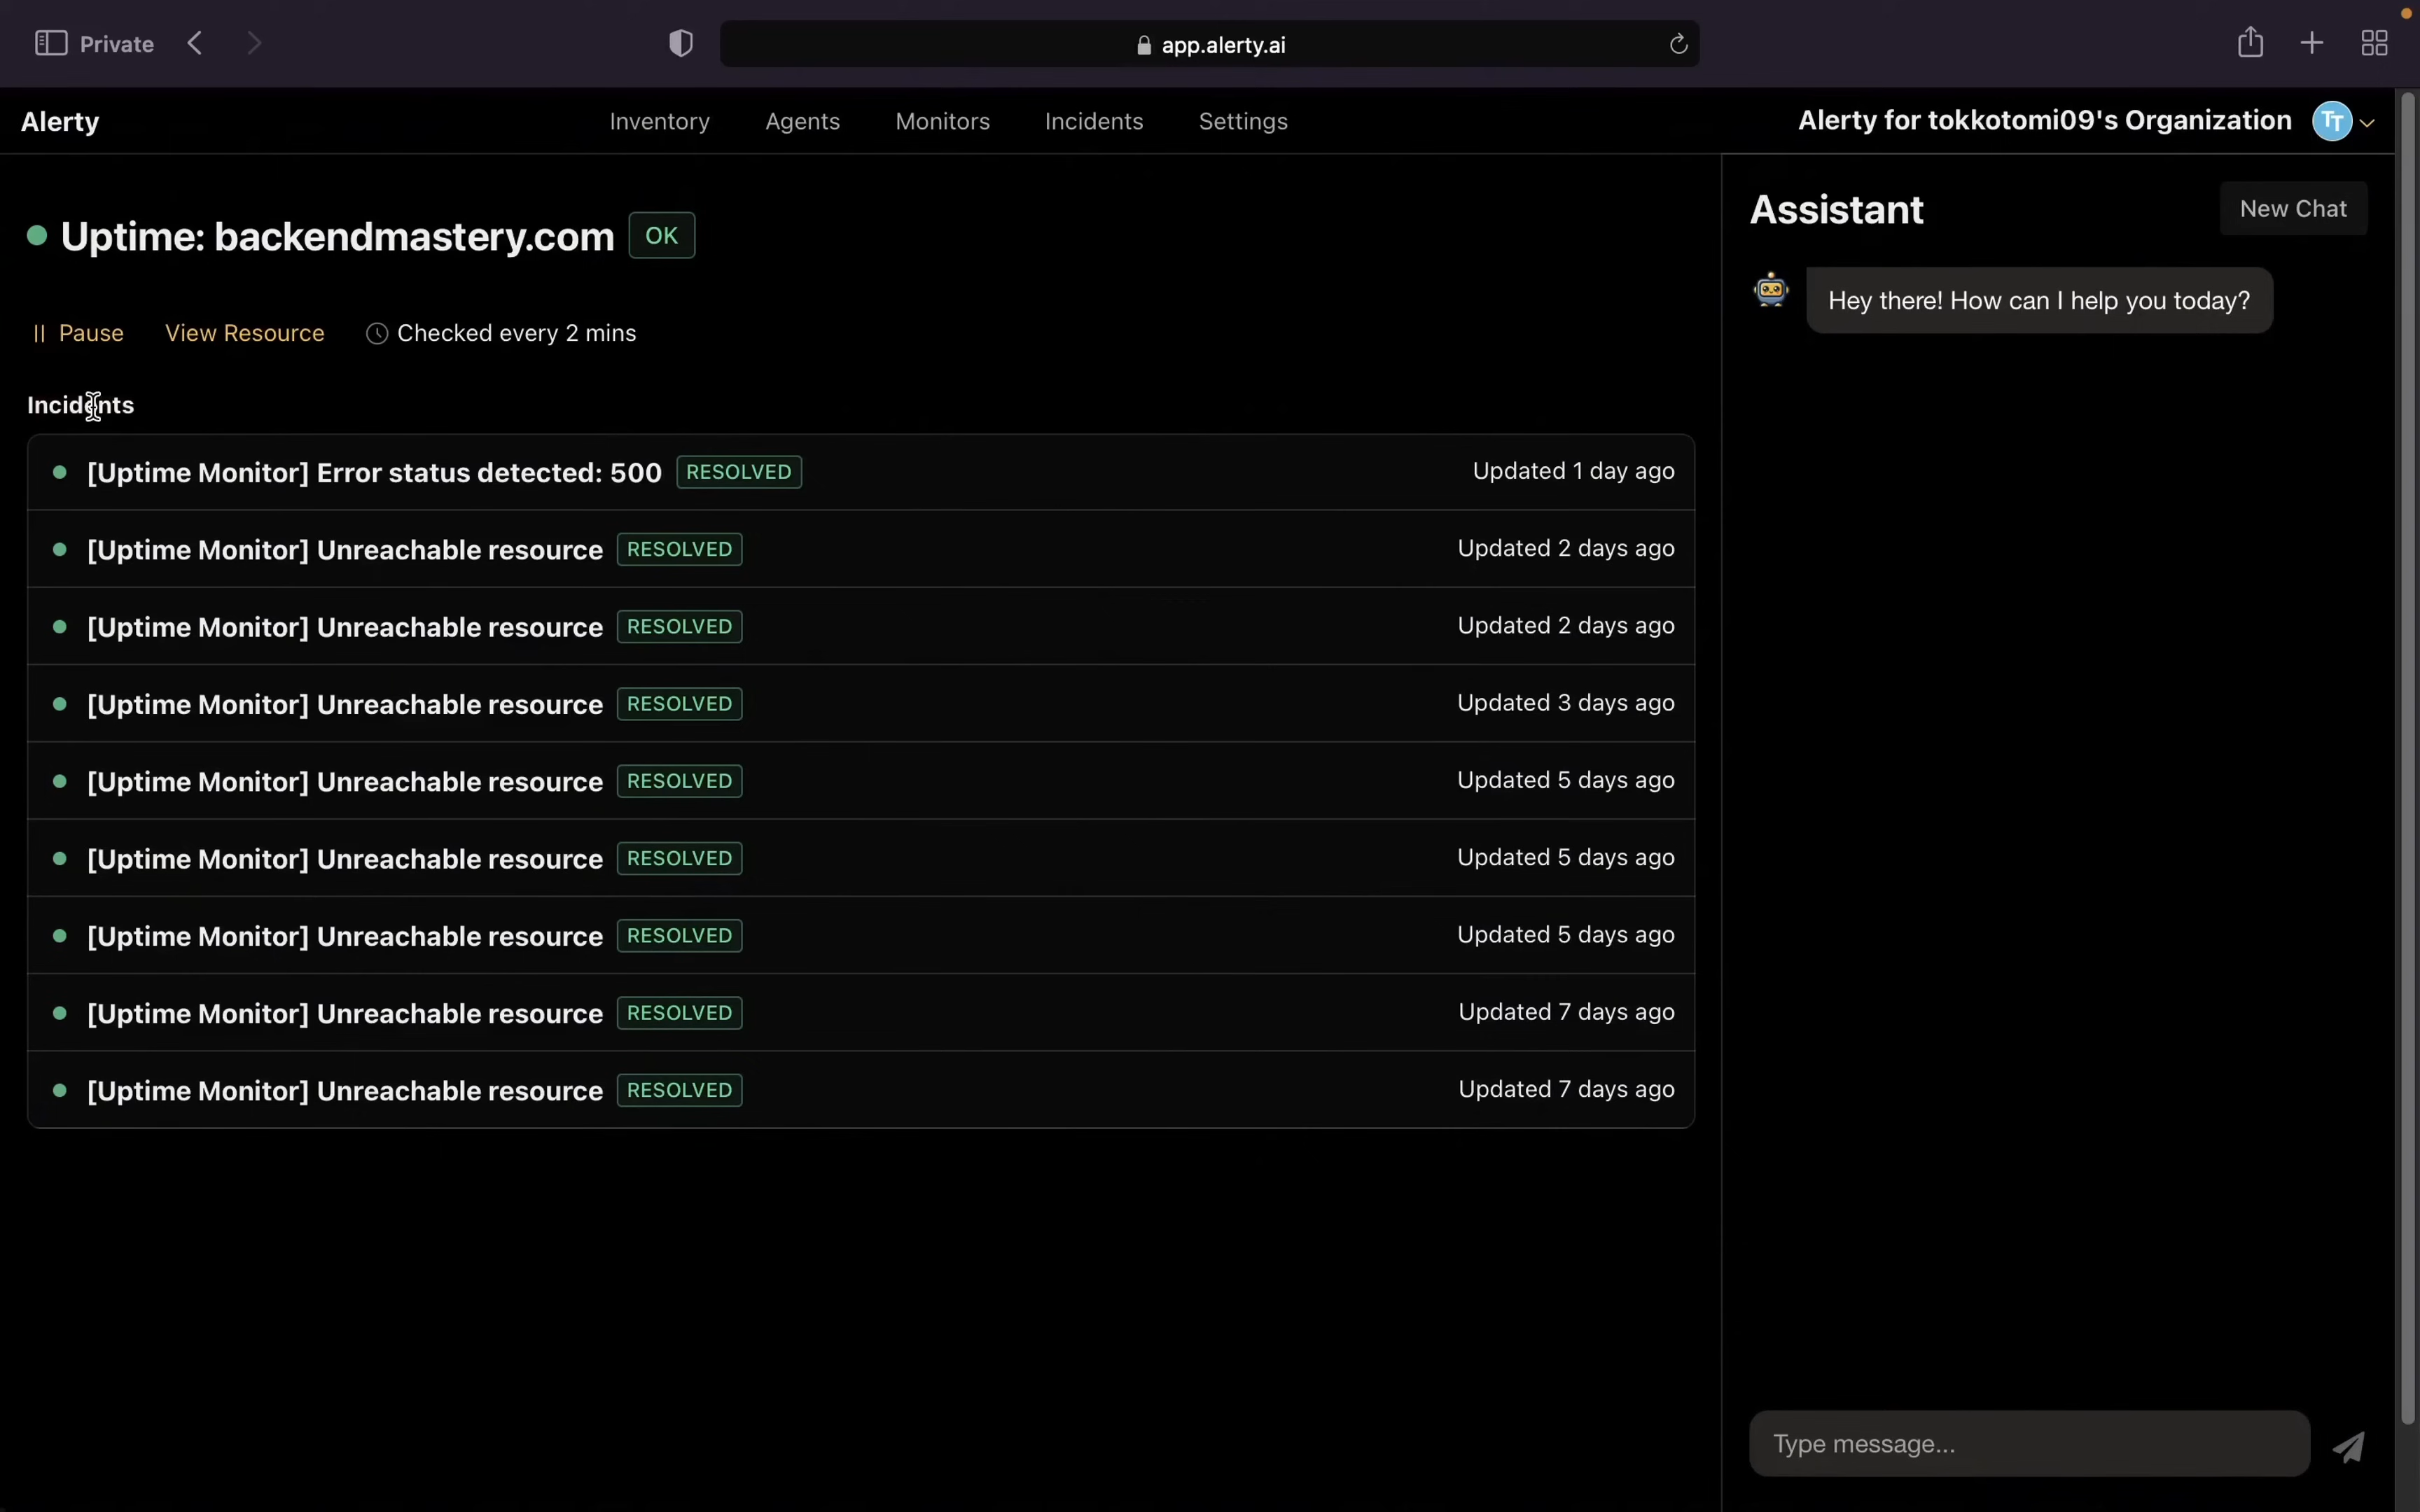 Private
app.alerty.ai
Alerty
Inventory
Agents
Monitors
Incidents
Settings
Alerty for tokkotomi09's Organization
TT
Uptime: backendmastery.com
OK
Pause
View Resource
Checked every 2 mins
Incidents
[Uptime Monitor] Error status detected: 500 RESOLVED Updated 1 day ago
[Uptime Monitor] Unreachable resource RESOLVED Updated 2 days ago
[Uptime Monitor] Unreachable resource RESOLVED Updated 2 days ago
[Uptime Monitor] Unreachable resource RESOLVED Updated 3 days ago
[Uptime Monitor] Unreachable resource RESOLVED Updated 5 days ago
[Uptime Monitor] Unreachable resource RESOLVED Updated 5 days ago
[Uptime Monitor] Unreachable resource RESOLVED Updated 5 days ago
[Uptime Monitor] Unreachable resource RESOLVED Updated 7 days ago
[Uptime Monitor] Unreachable resource RESOLVED Updated 7 days ago
Assistant
New Chat
Hey there! How can I help you today?
Type message...